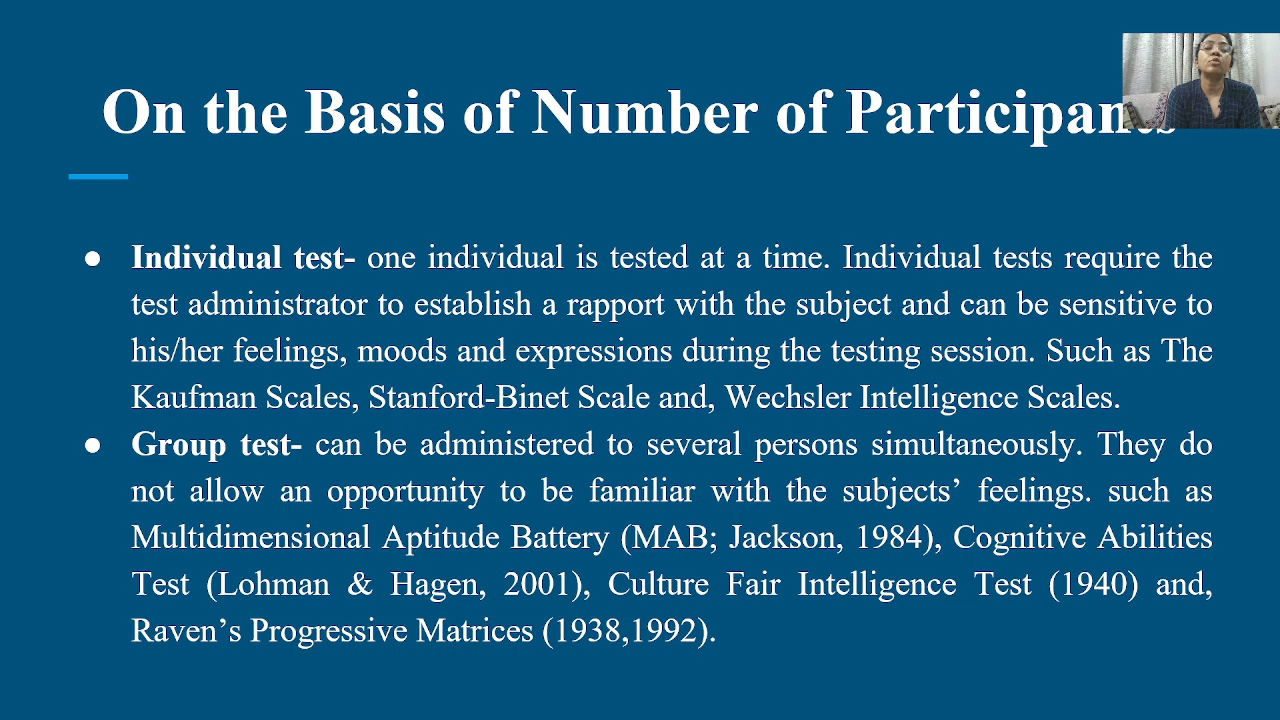 On the Basis of Number of Participants
● Individual test- one individual is tested at a time. Individual tests require the
test administrator to establish a rapport with the subject and can be sensitive to
his/her feelings, moods and expressions during the testing session. Such as The
Kaufman Scales, Stanford-Binet Scale and, Wechsler Intelligence Scales.
● Group test- can be administered to several persons simultaneously. They do
not allow an opportunity to be familiar with the subjects’ feelings. such as
Multidimensional Aptitude Battery (MAB; Jackson, 1984), Cognitive Abilities
Test (Lohman & Hagen, 2001), Culture Fair Intelligence Test (1940) and,
Raven’s Progressive Matrices (1938,1992).